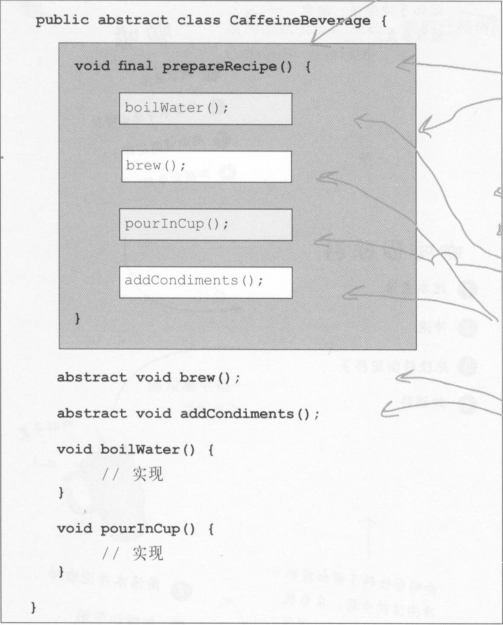 public abstract class CaffeineBeverage {
void final prepareRecipe() {
boilWater();
brew();
pourInCup();
addCondiments();
}
abstract void brew();
abstract void addCondiments();
void boilWater() {
// 实现
}
void pourInCup() {
// 实现
}
}